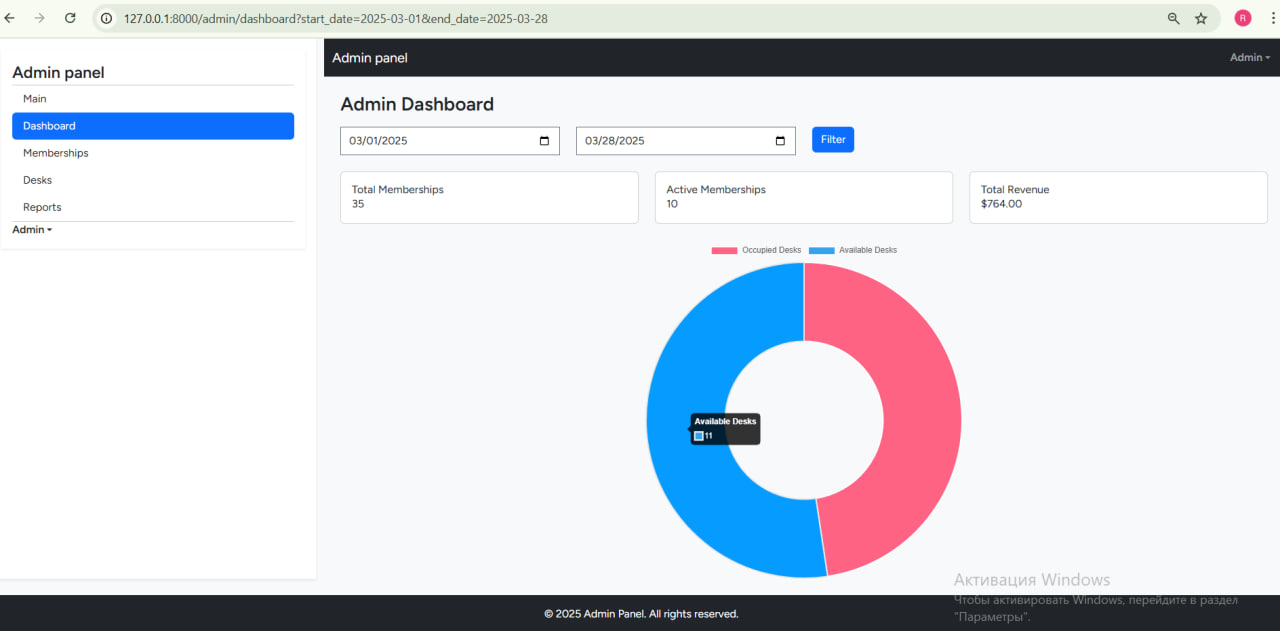 127.0.0.1:8000/admin/dashboard?start_date=2025-03-01&end_date=2025-03-28
R
Admin panel
Main
Dashboard
Memberships
Desks
Reports
Admin
Admin panel
Admin
Admin Dashboard
03/01/2025
03/28/2025
Filter
Total Memberships
35
Active Memberships
10
Total Revenue
$764.00
Occupied Desks
Available Desks
Available Desks
11
Активация Windows
Чтобы активировать Windows, перейдите в раздел
"Параметры".
© 2025 Admin Panel. All rights reserved.